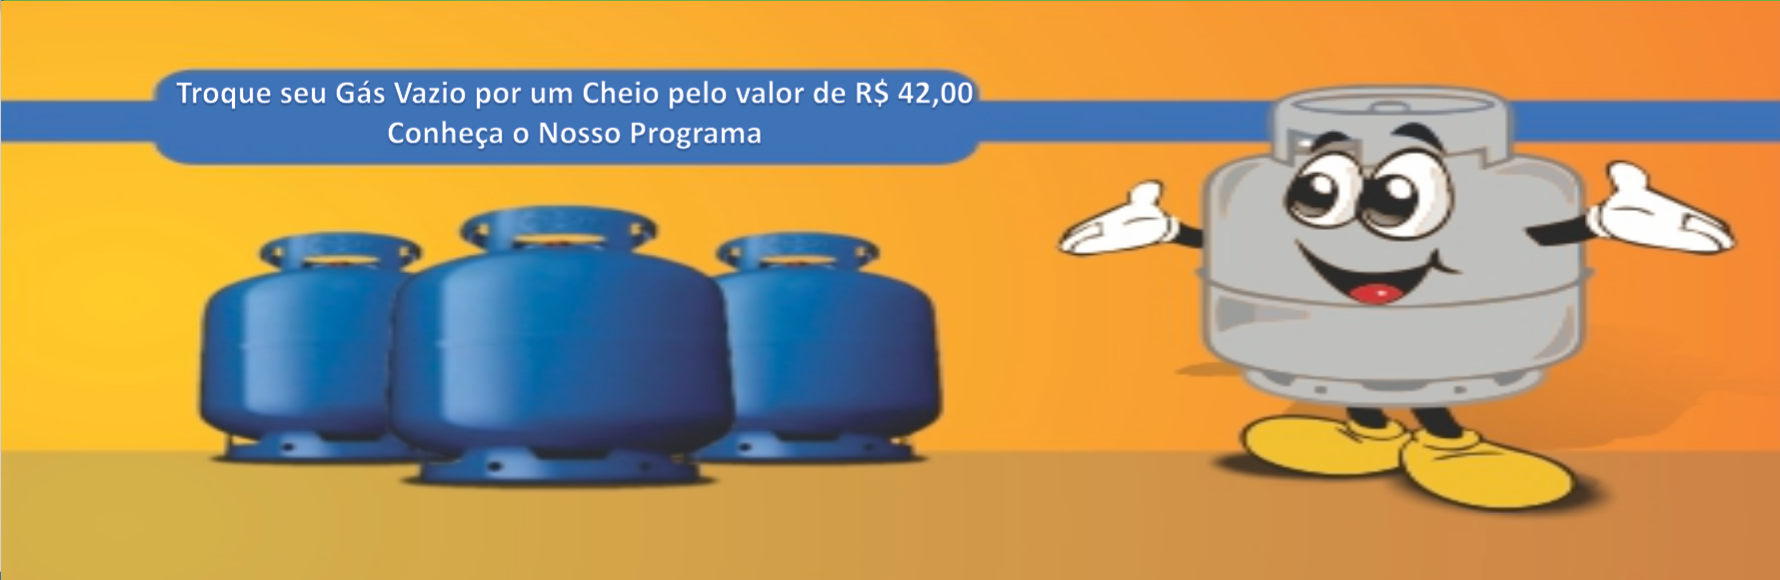 Troque seu Gás Vazio por um Cheio pelo valor de R$ 42,00
Conheça o Nosso Programa